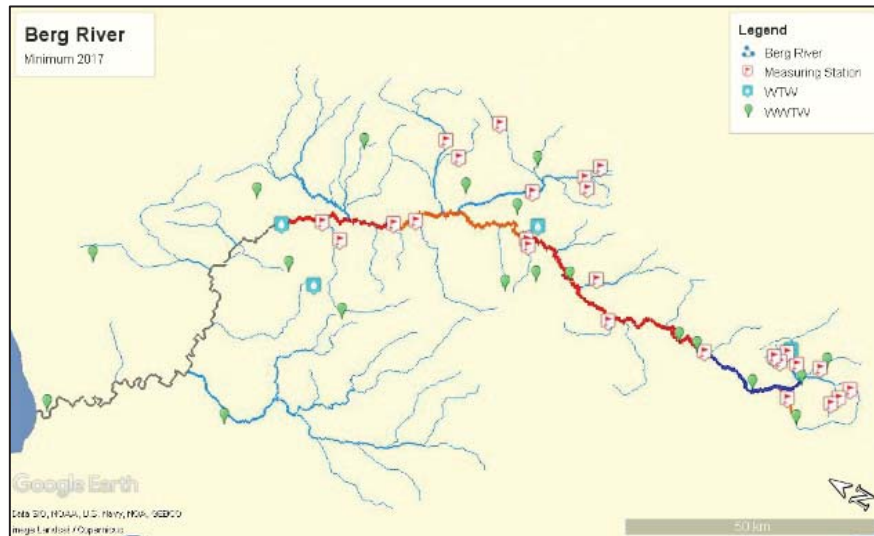 Berg River
Minimum 2017
Legend
Berg River
Measuring Station
WTW
WWTW
N
Google Earth
Data SIO, NOAA, U.S. Navy, NGA, GEBCO
Image Landsat / Copernicus
50 km